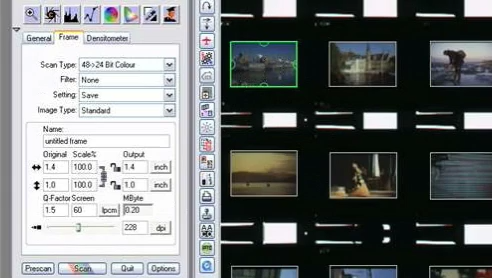 General Frame Densitometer
Scan Type: 48->24 Bit Colour
Filter: None
Setting: Save
Image Type: Standard
Name:
untitled frame
Original Scale% Output
1.4 100.0 1.4 inch
1.0 100.0 1.0 inch
Q-Factor Screen MByte
1.5 60 lpcm 0.20
228 dpi
Prescan Scan Quit Options